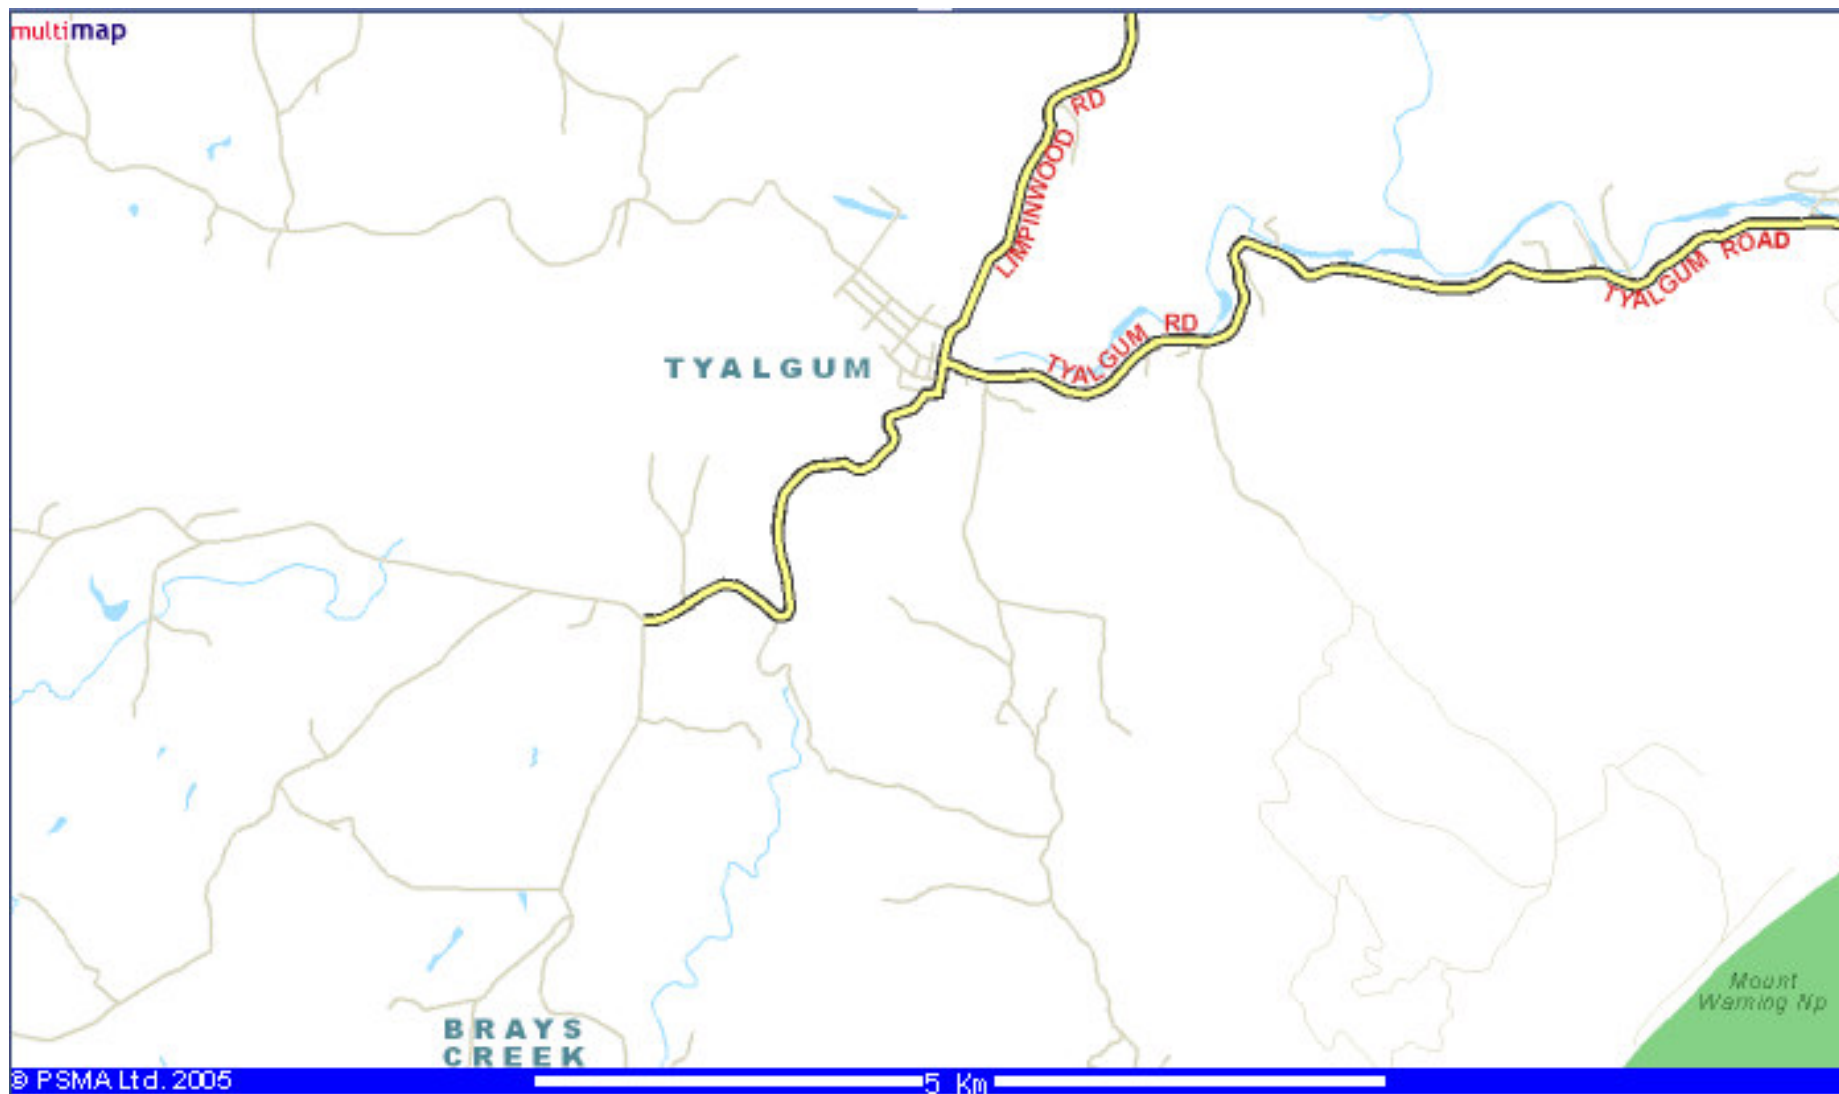 multimap
LIMPINWOOD RD
TYALGUM ROAD
TYALGUM RD
TYALGUM
Mount
Warning Np
BRAYS
CREEK
© PSMA Ltd. 2005
5 Km